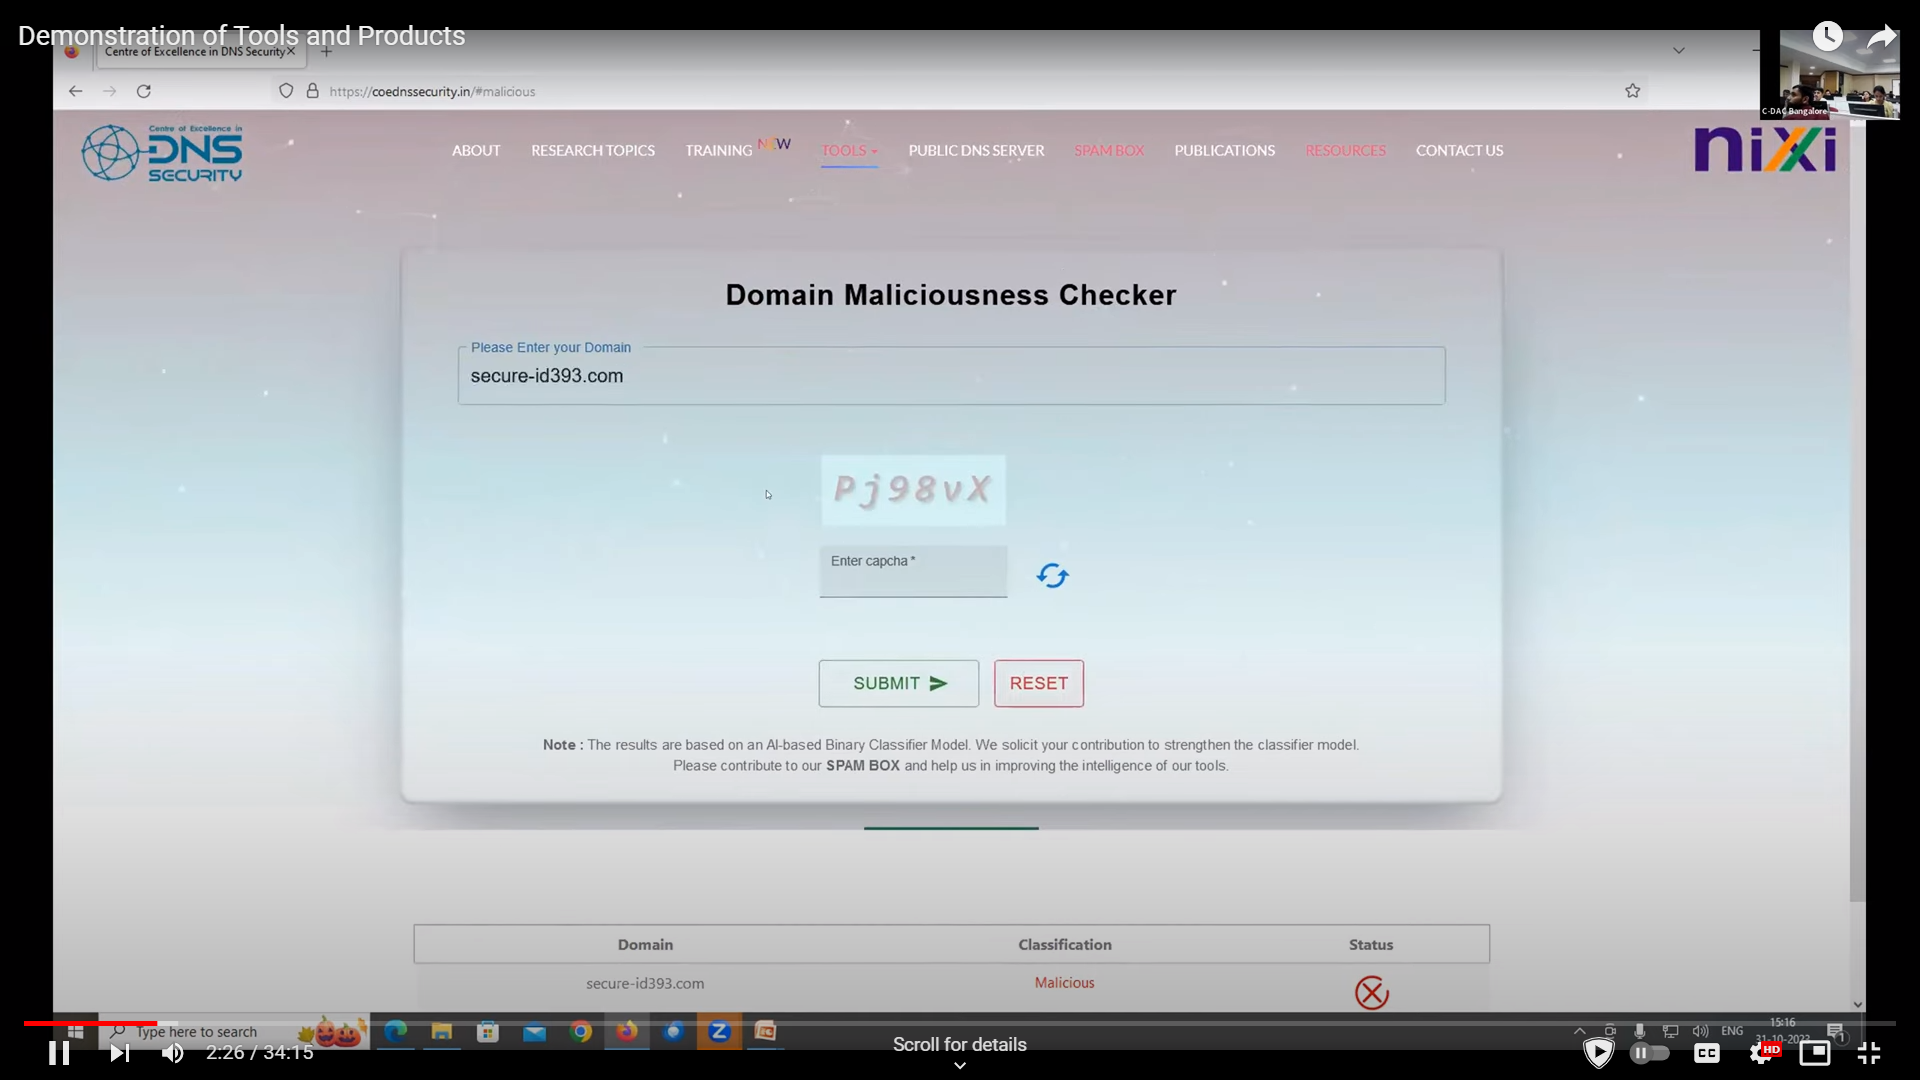 Demonstration of Tools and Products
Centre of Excellence in DNS Security
https://coednssecurity.in/#malicious
C-DAC Bangalore
Centre of Excellence in
DNS
SECURITY
ABOUT
RESEARCH TOPICS
TRAINING NEW
TOOLS
PUBLIC DNS SERVER
SPAM BOX
PUBLICATIONS
RESOURCES
CONTACT US
nixi
Domain Maliciousness Checker
Please Enter your Domain
secure-id393.com
Pj98vX
Enter capcha *
SUBMIT
RESET
Note : The results are based on an AI-based Binary Classifier Model. We solicit your contribution to strengthen the classifier model.
Please contribute to our SPAM BOX and help us in improving the intelligence of our tools.
Domain Classification Status
secure-id393.com Malicious
Type here to search
ENG
15:16
1
2:26 / 34:15
Scroll for details
CC
HD